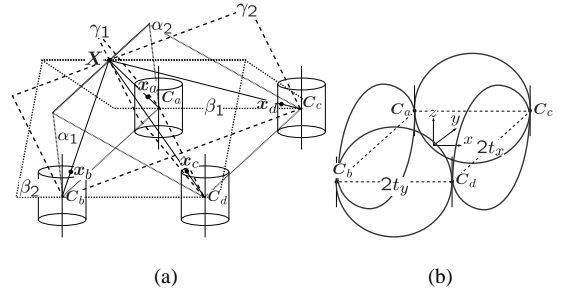 γ₁ α₂ γ₂
X
x_a C_a β₁ x_d C_c
α₁
β₂ x_b C_b x_c C_d
C_a z y x C_c
2t_x
C_b 2t_y C_d
(a) (b)